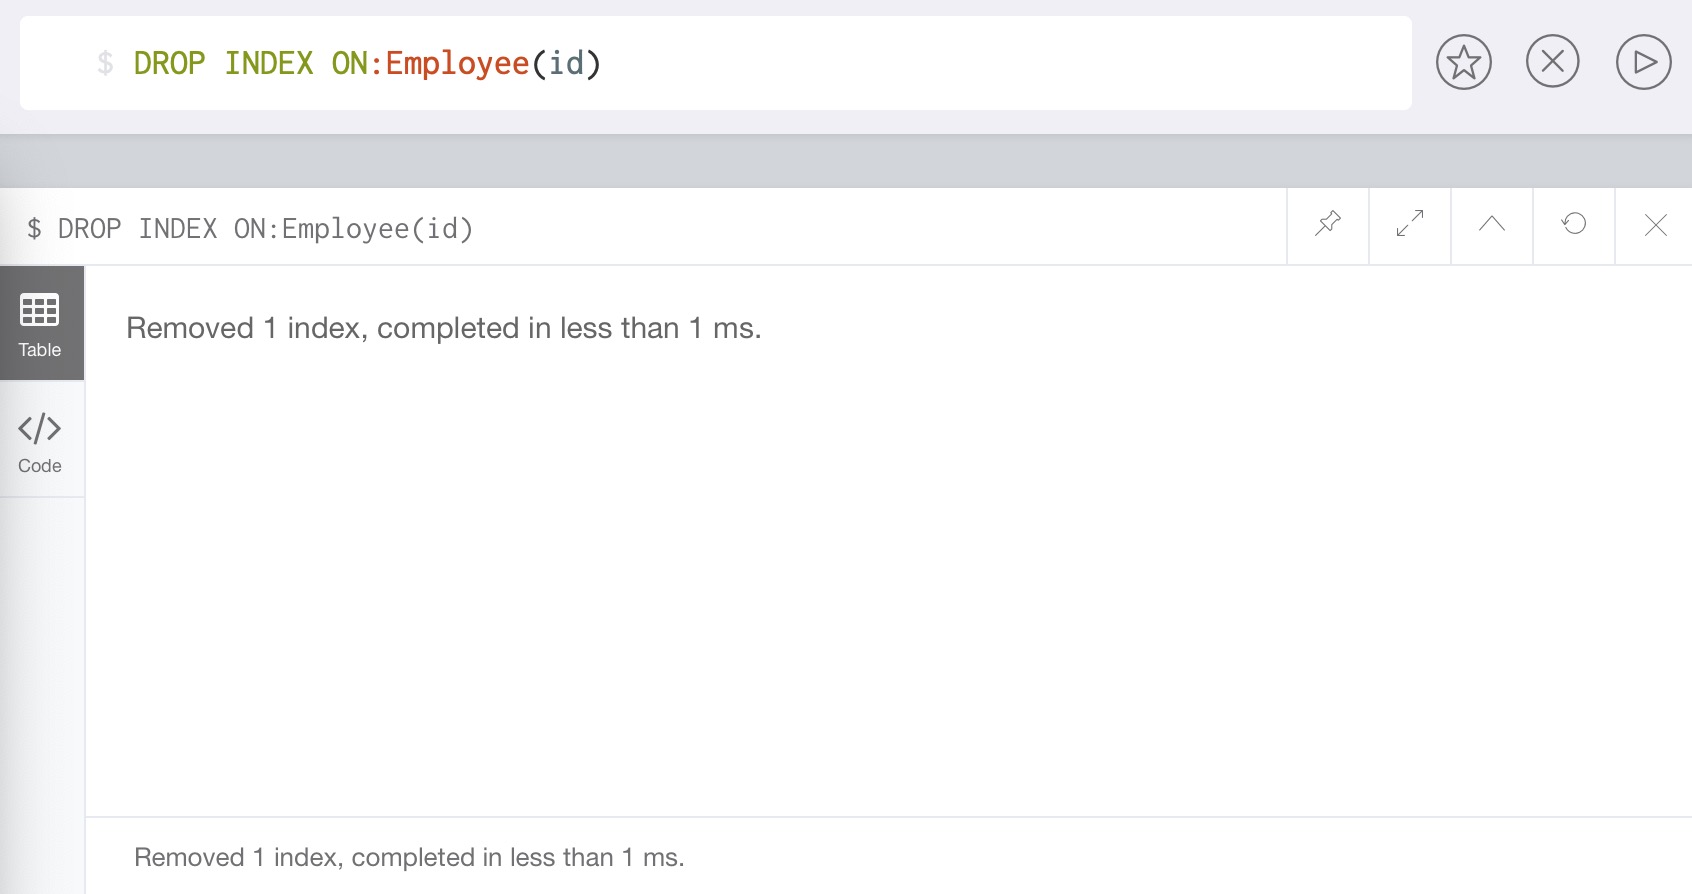 $ DROP INDEX ON:Employee(id)
$ DROP INDEX ON:Employee(id)
Table
Removed 1 index, completed in less than 1 ms.
Code
Removed 1 index, completed in less than 1 ms.